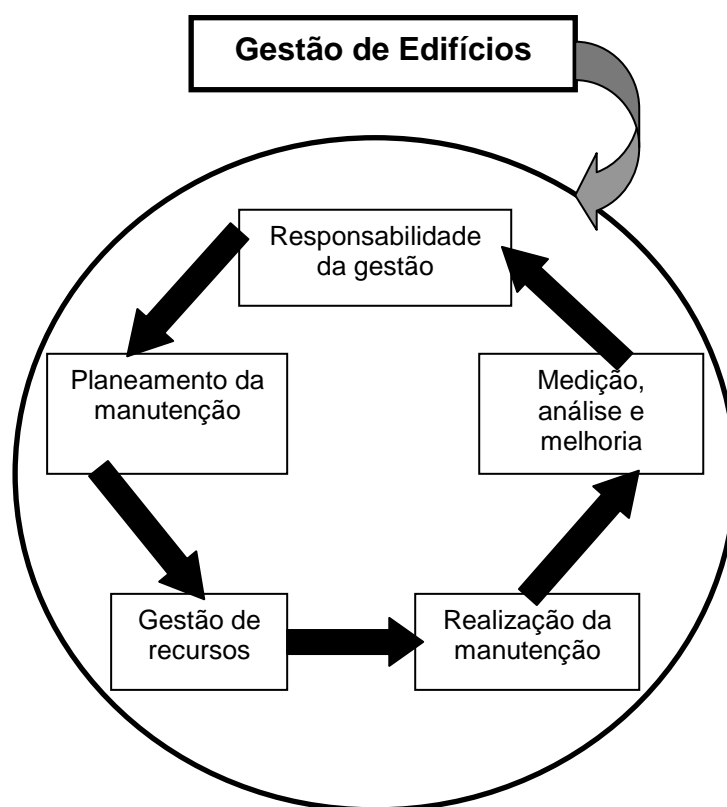 Gestão de Edifícios
Responsabilidade
da gestão
Planeamento da
manutenção
Medição,
análise e
melhoria
Gestão de
recursos
Realização da
manutenção